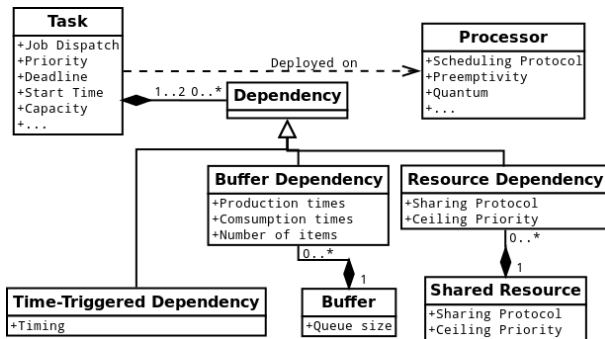 Task
+Job Dispatch
+Priority
+Deadline
+Start Time
+Capacity
+...
Deployed on
Processor
+Scheduling Protocol
+Preemptivity
+Quantum
+...
1..2 0..*
Dependency
Buffer Dependency
+Production times
+Comsumption times
+Number of items
Resource Dependency
+Sharing Protocol
+Ceiling Priority
0..*
1
0..*
1
Time-Triggered Dependency
+Timing
Buffer
+Queue size
Shared Resource
+Sharing Protocol
+Ceiling Priority